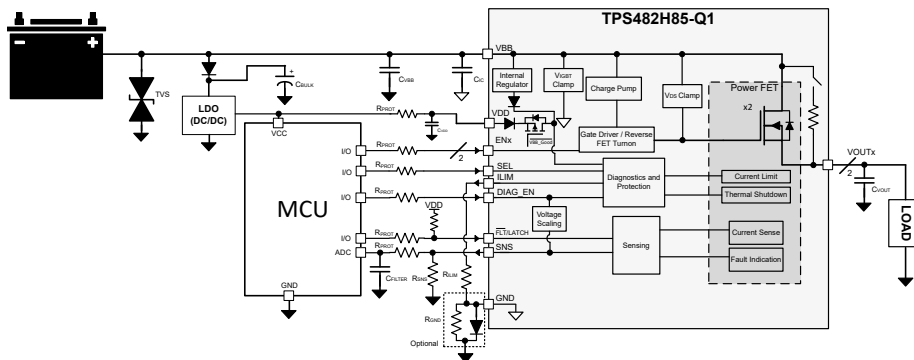 TPS482H85-Q1
VBB
TVS
CBULK
LDO
(DC/DC)
CVBB
CIC
Internal
Regulator
VIGBT
Clamp
Charge Pump
VDS Clamp
Power FET
x2
RPROT
CVDD
VDD
VBB_Good
Gate Driver / Reverse
FET Turnon
VCC
MCU
I/O
RPROT
2
ENx
I/O
RPROT
SEL
ILIM
I/O
RPROT
DIAG_EN
Diagnostics and
Protection
Current Limit
Thermal Shutdown
VOUTx
2
CVOUT
LOAD
VDD
Voltage
Scaling
I/O
RPROT
FLT/LATCH
ADC
RPROT
SNS
Sensing
Current Sense
Fault Indication
CFILTER
RSNS
RILIM
GND
GND
RGND
Optional